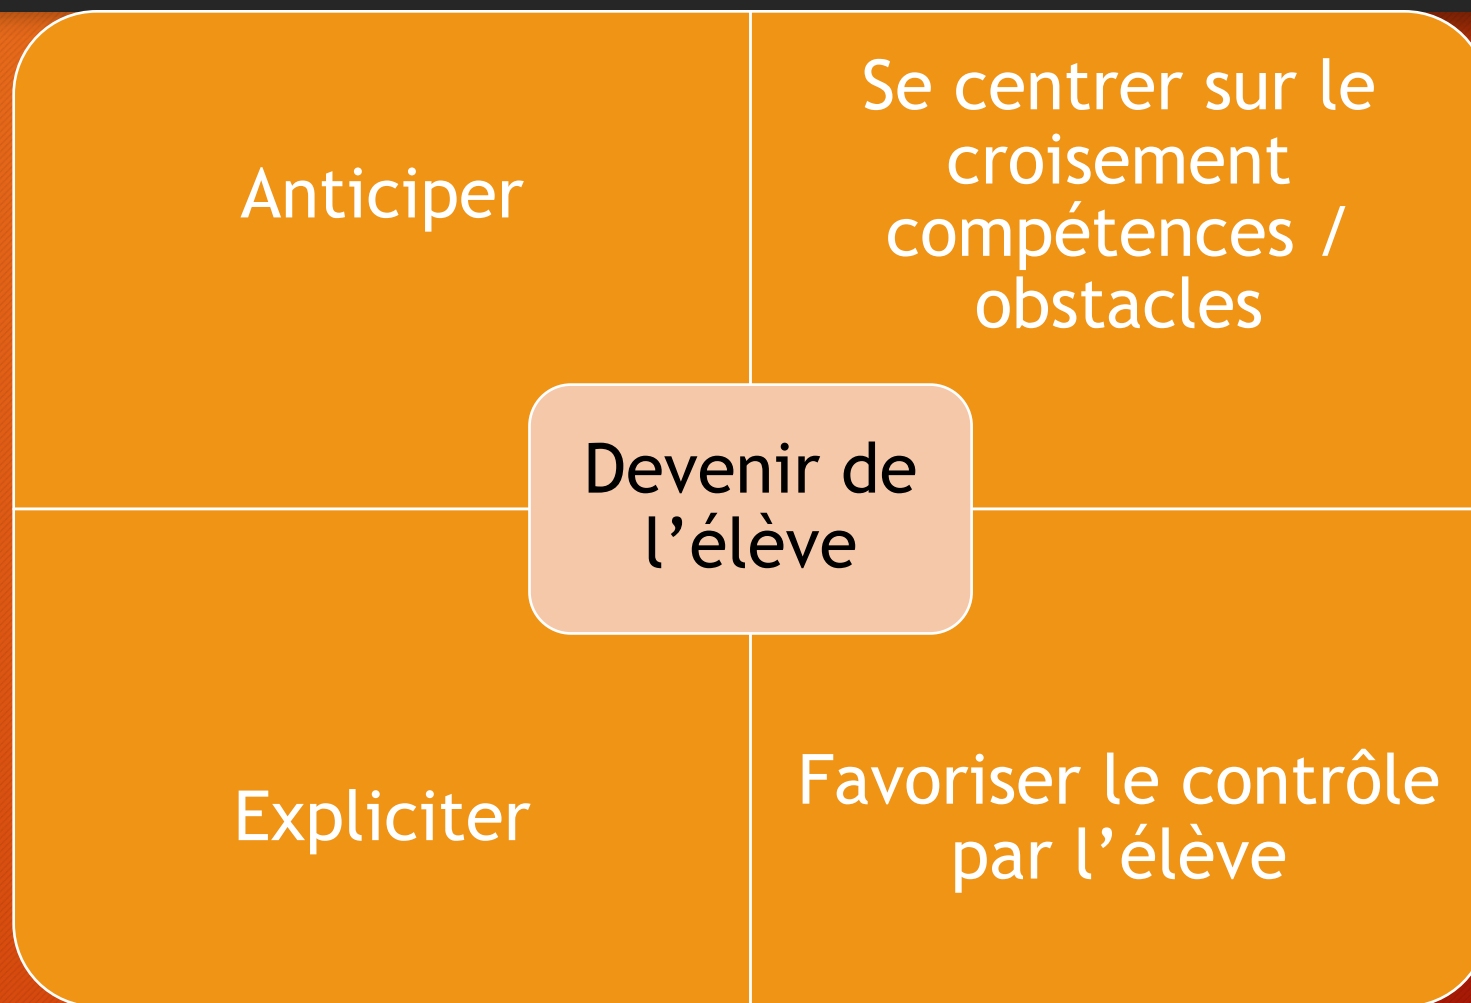 Anticiper
Se centrer sur le
croisement
compétences /
obstacles
Devenir de
l’élève
Expliciter
Favoriser le contrôle
par l’élève